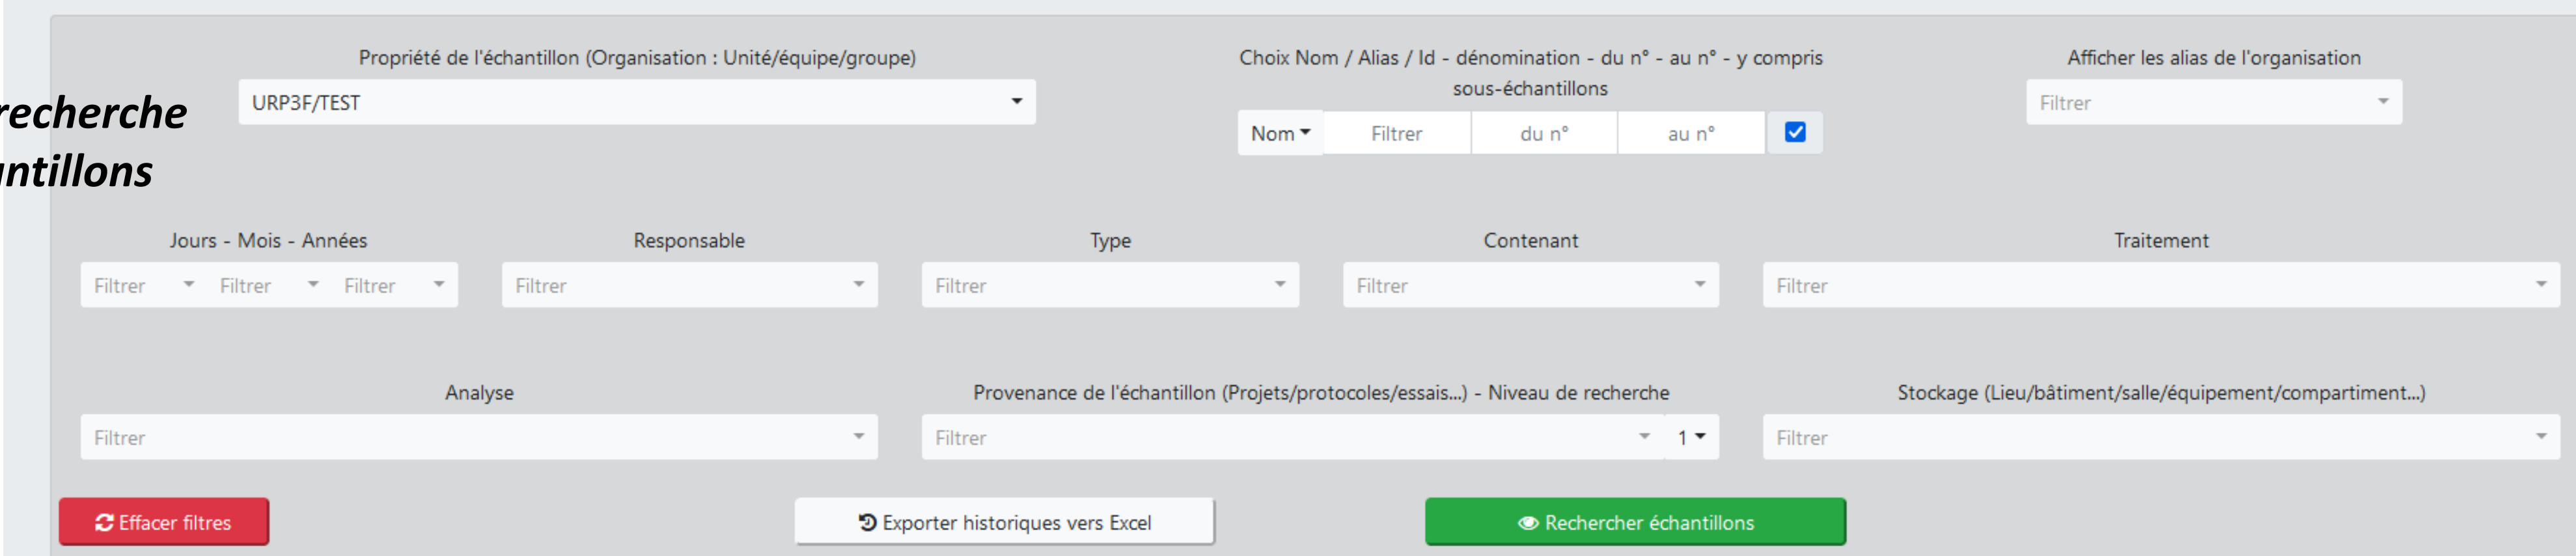 Propriété de l'échantillon (Organisation : Unité/équipe/groupe)
URP3F/TEST
Choix Nom / Alias / Id - dénomination - du n° - au n° - y compris
sous-échantillons
Nom Filtrer du n° au n°
Afficher les alias de l'organisation
Filtrer
recherche
antillons
Jours - Mois - Années Responsable Type Contenant Traitement
Filtrer Filtrer Filtrer Filtrer Filtrer Filtrer Filtrer
Analyse Provenance de l'échantillon (Projets/protocoles/essais...) - Niveau de recherche Stockage (Lieu/bâtiment/salle/équipement/compartiment...)
Filtrer Filtrer 1 Filtrer
Effacer filtres Exporter historiques vers Excel Rechercher échantillons